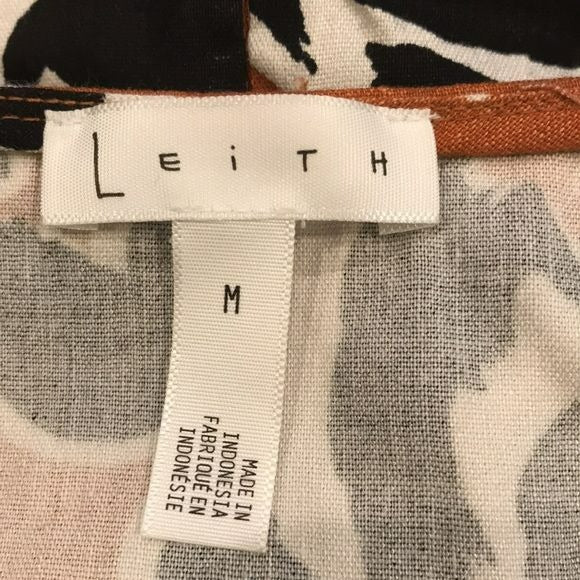 LEiTH
M
MADE IN
INDONESIA
FABRIQUÉ EN
INDONÉSIE